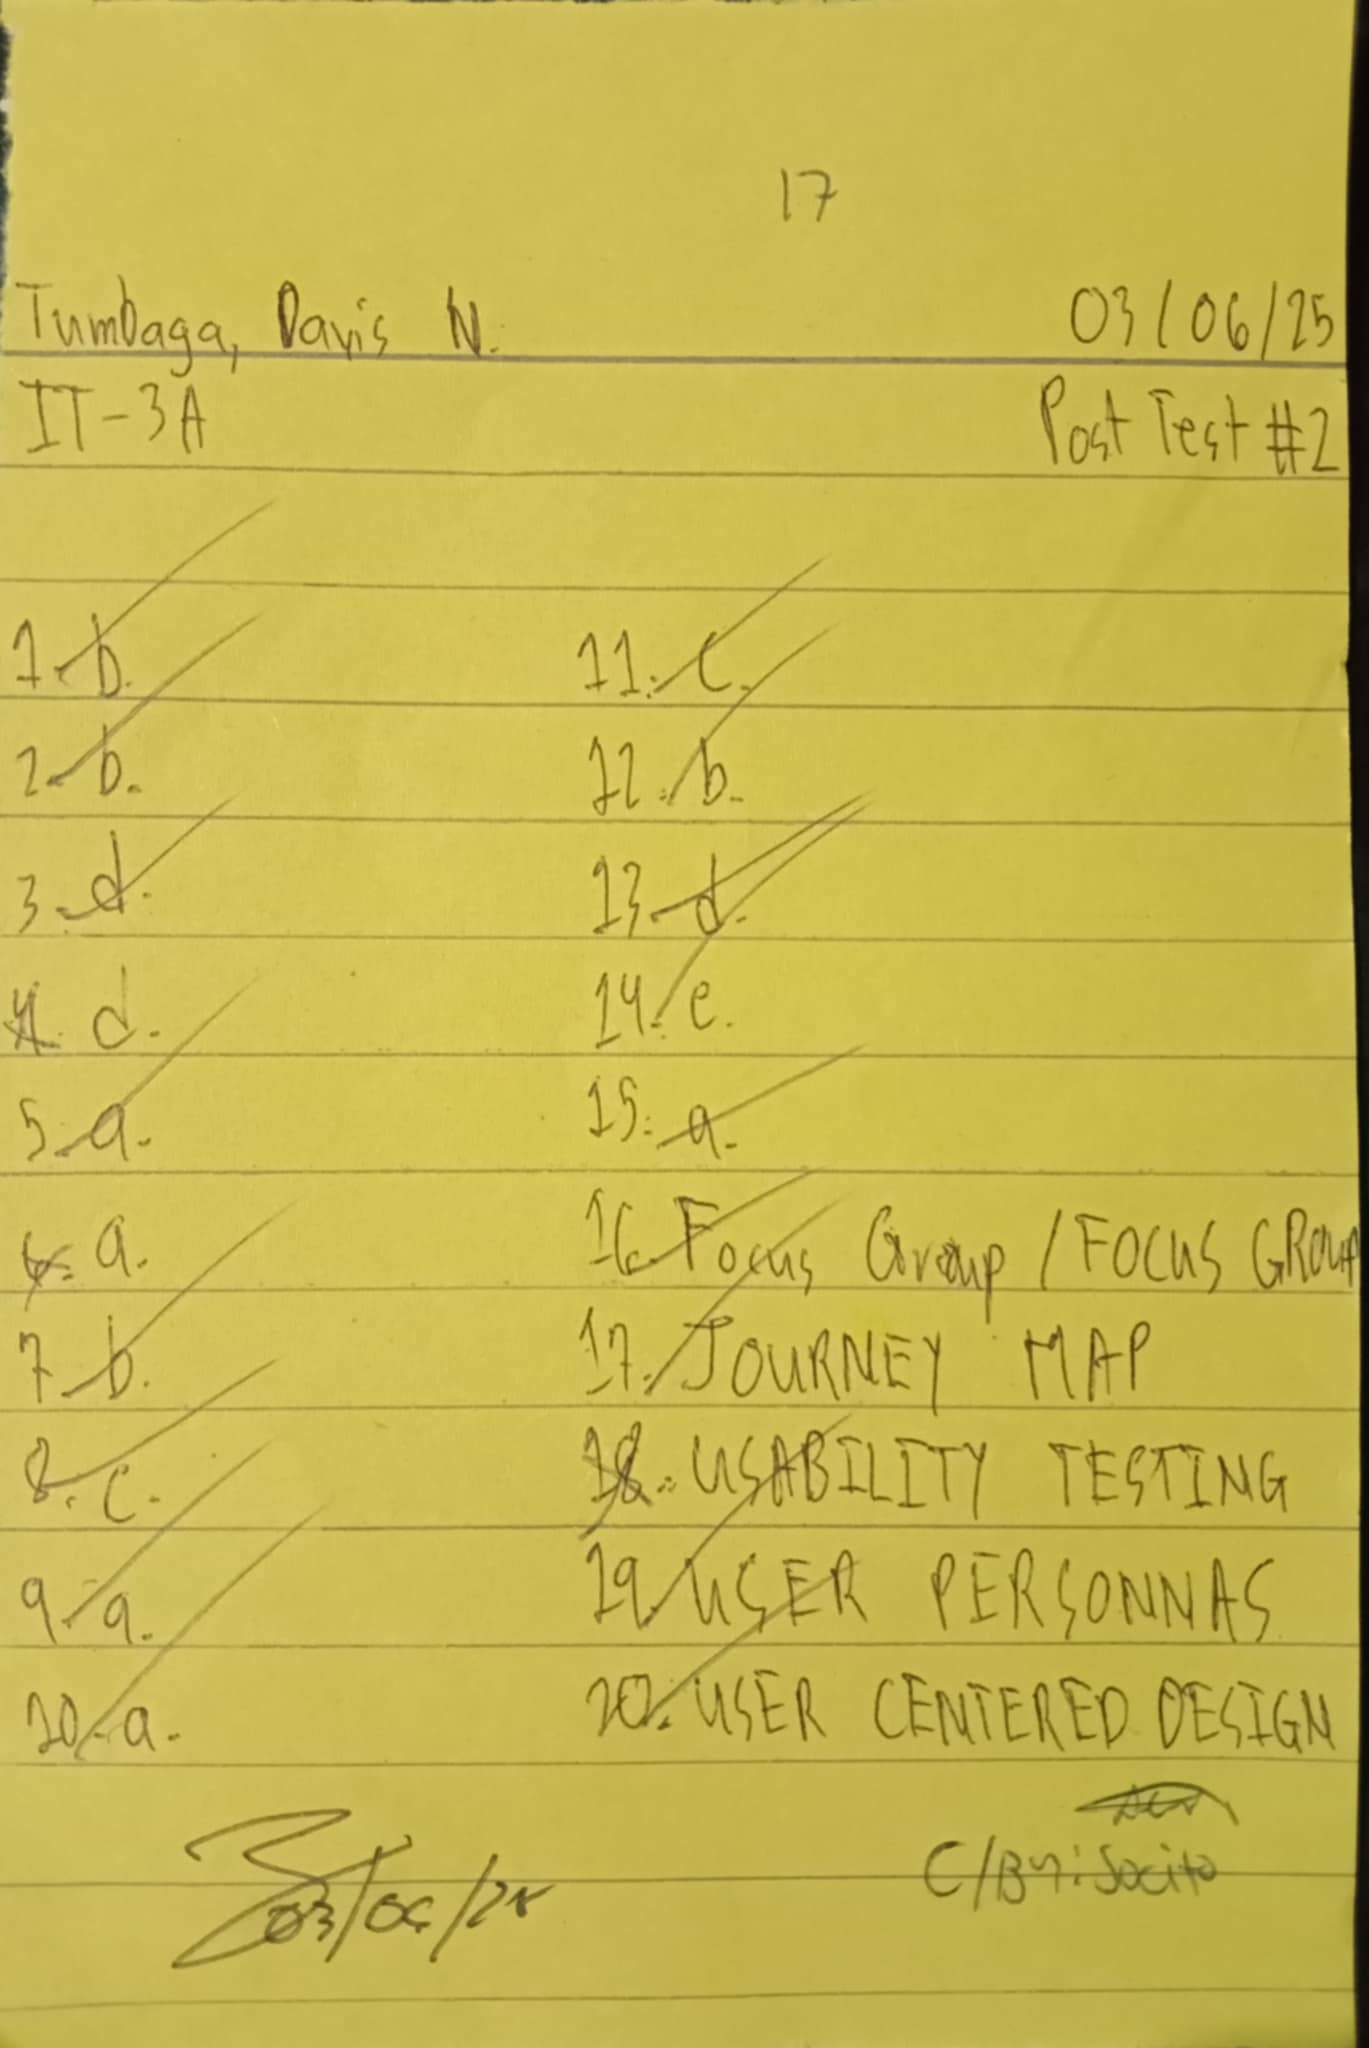 17
Tumbaga, Davis N. 03/06/25
IT-3A Post Test #2
1. b.
2. b.
3. d.
4. d.
5. a.
6. a.
7. b.
8. c.
9. a.
10. a.
11. c.
12. b.
13. d.
14. e.
15. a.
16. Focus Group / FOCUS GROUP
17. JOURNEY MAP
18. USABILITY TESTING
19. USER PERSONNAS
20. USER CENTERED DESIGN
03/06/25
C/BY: Socito